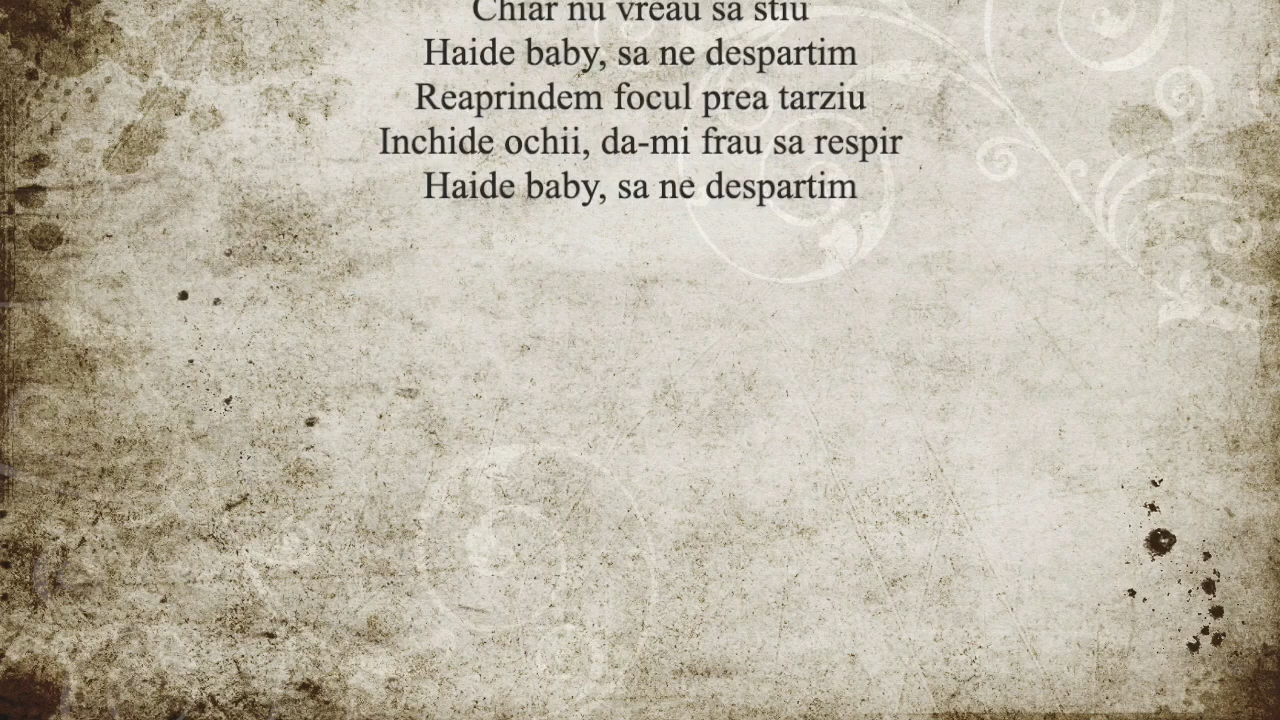 Chiar nu vreau sa stiu
Haide baby, sa ne despartim
Reaprindem focul prea tarziu
Inchide ochii, da-mi frau sa respir
Haide baby, sa ne despartim